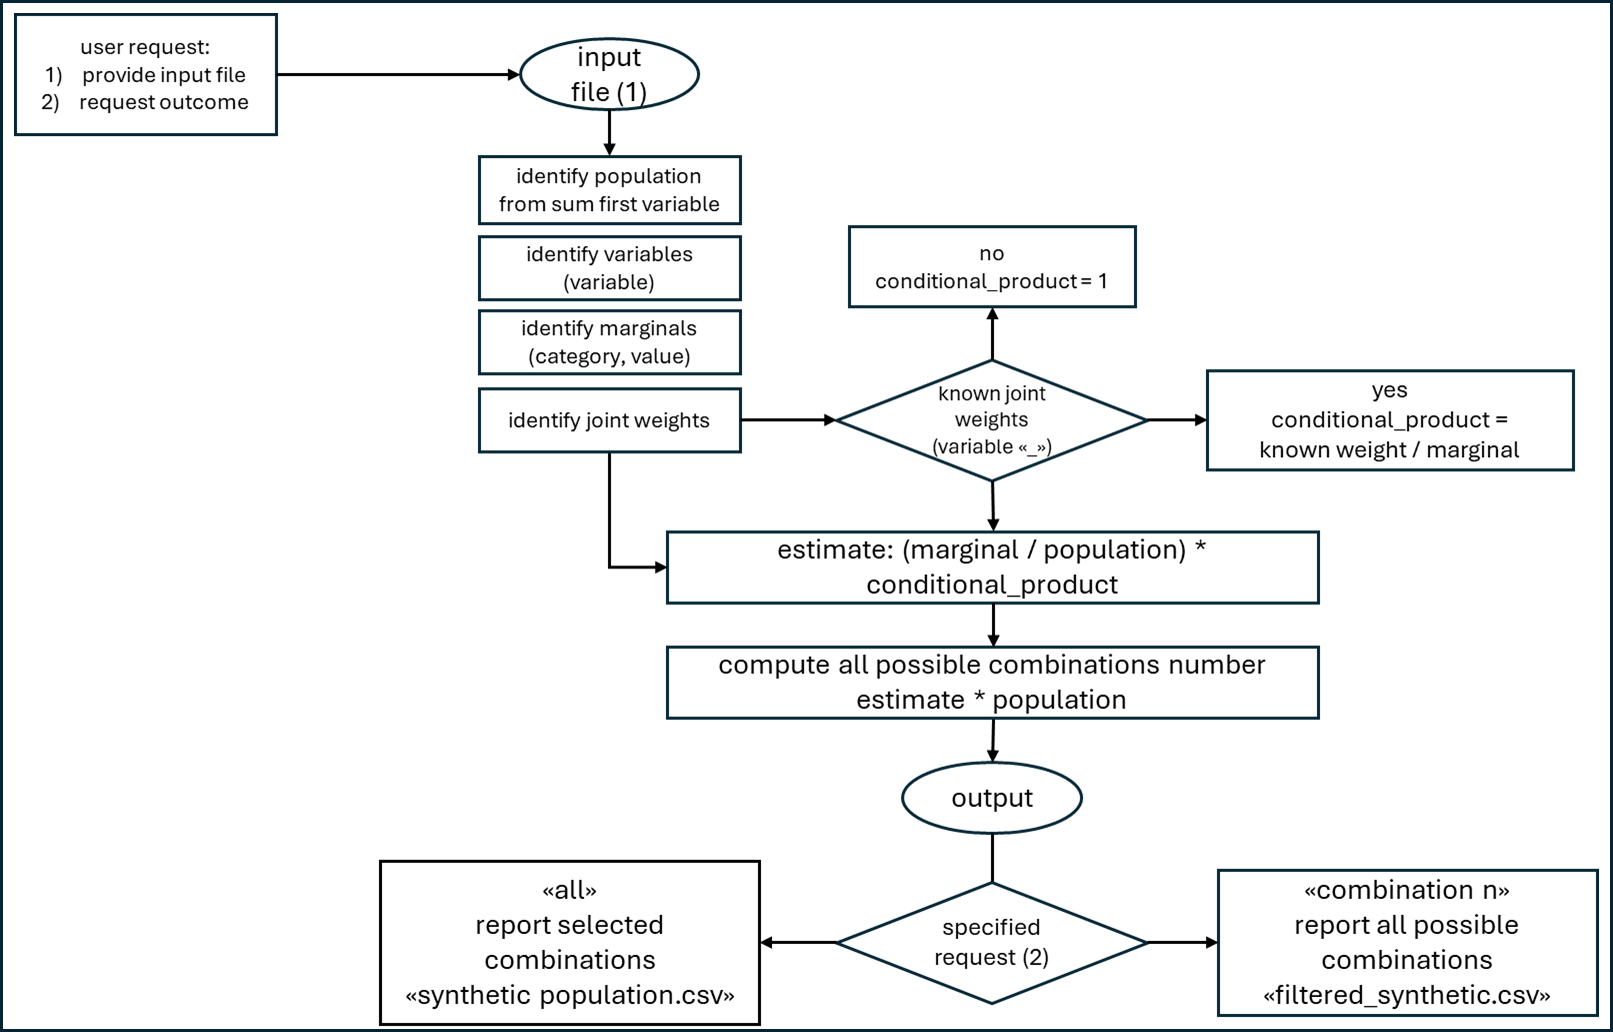 user request:
1) provide input file
2) request outcome
input
file (1)
identify population
from sum first variable
identify variables
(variable)
identify marginals
(category, value)
identify joint weights
no
conditional_product = 1
known joint
weights
(variable «_»)
yes
conditional_product =
known weight / marginal
estimate: (marginal / population) *
conditional_product
compute all possible combinations number
estimate * population
output
«all»
report selected
combinations
«synthetic population.csv»
specified
request (2)
«combination n»
report all possible
combinations
«filtered_synthetic.csv»